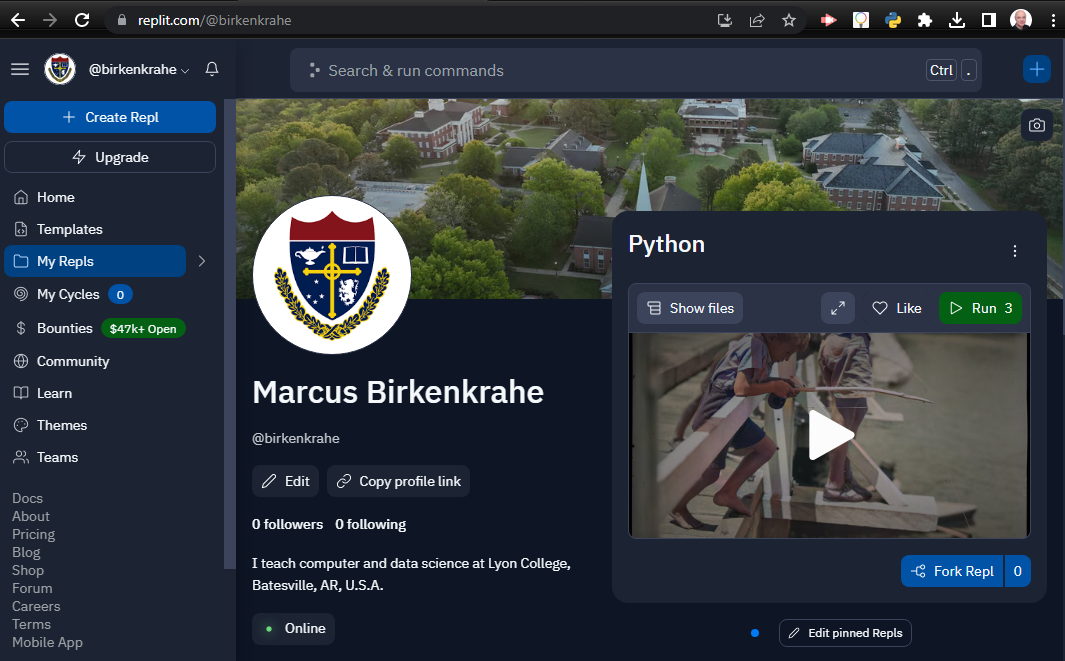 replit.com/@birkenkrahe
@birkenkrahe
Search & run commands
Ctrl .
Create Repl
Upgrade
Home
Templates
My Repls
My Cycles 0
Bounties $47k+ Open
Community
Learn
Themes
Teams
Docs
About
Pricing
Blog
Shop
Forum
Careers
Terms
Mobile App
Marcus Birkenkrahe
@birkenkrahe
Edit Copy profile link
0 followers 0 following
I teach computer and data science at Lyon College,
Batesville, AR, U.S.A.
Online
Python
Show files Like Run 3
Fork Repl 0
Edit pinned Repls